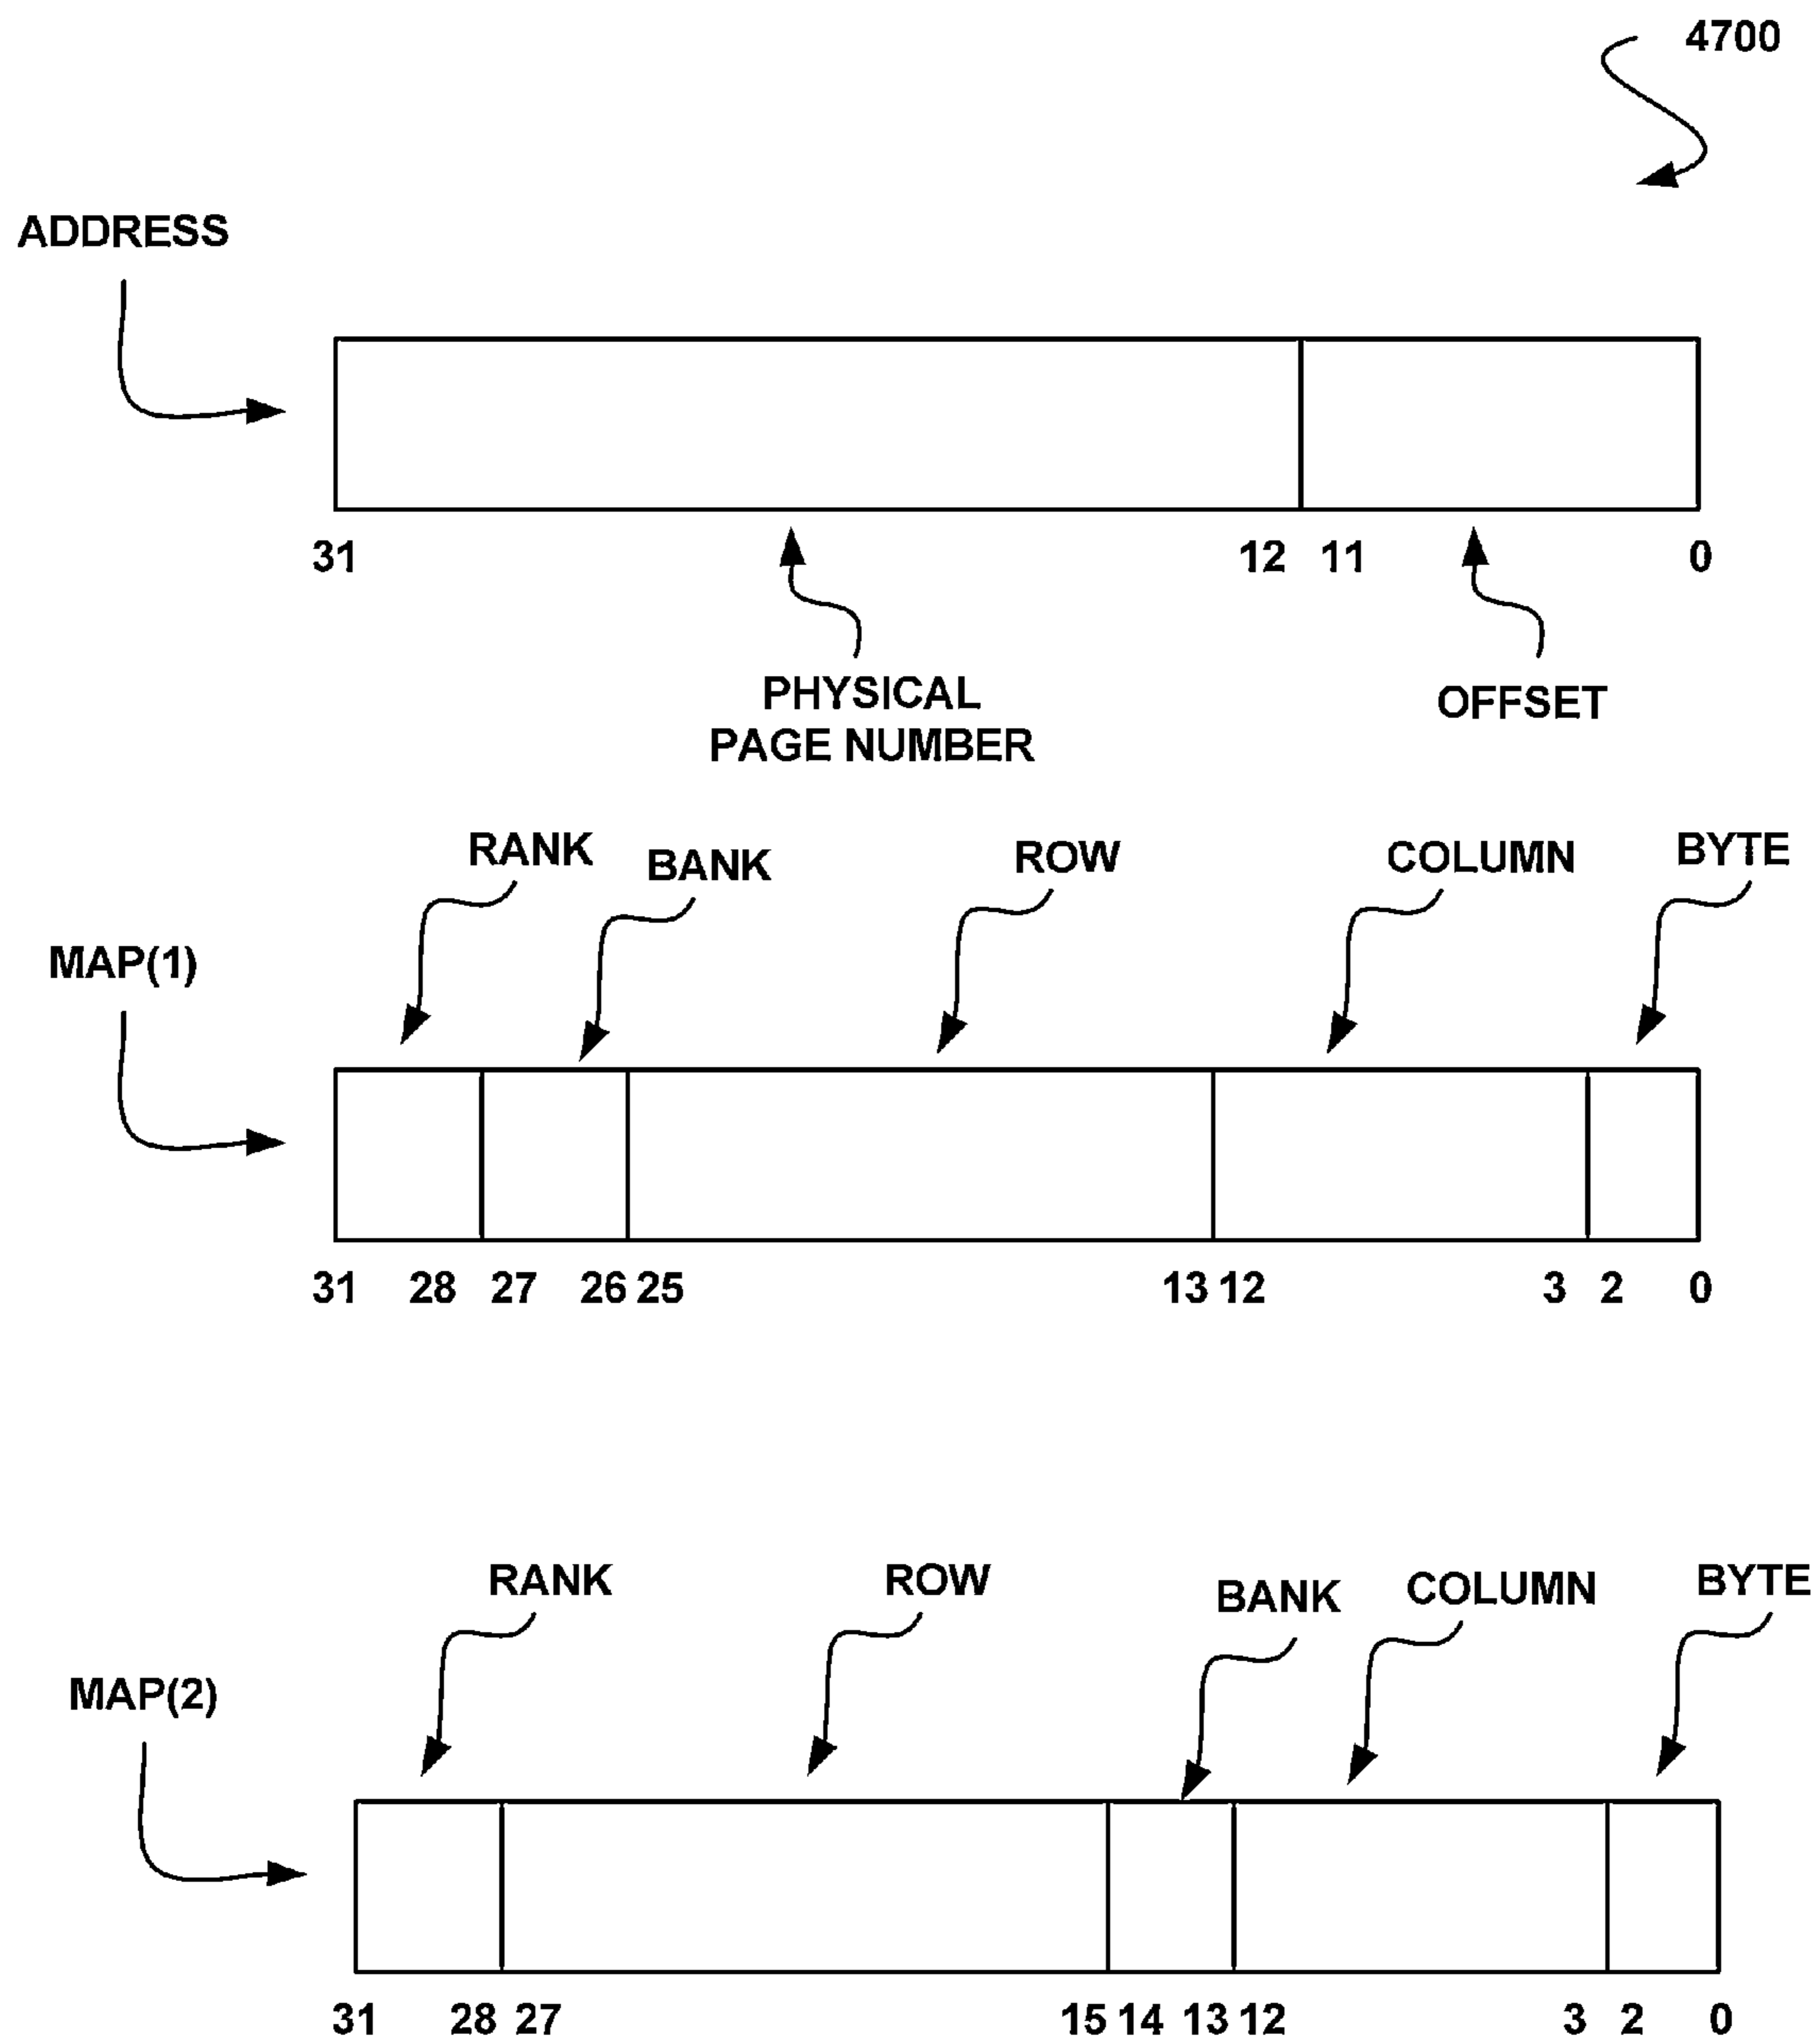 4700
ADDRESS
31 12 11 0
PHYSICAL
PAGE NUMBER
OFFSET
RANK BANK ROW COLUMN BYTE
MAP(1)
31 28 27 26 25 13 12 3 2 0
RANK ROW BANK COLUMN BYTE
MAP(2)
31 28 27 15 14 13 12 3 2 0